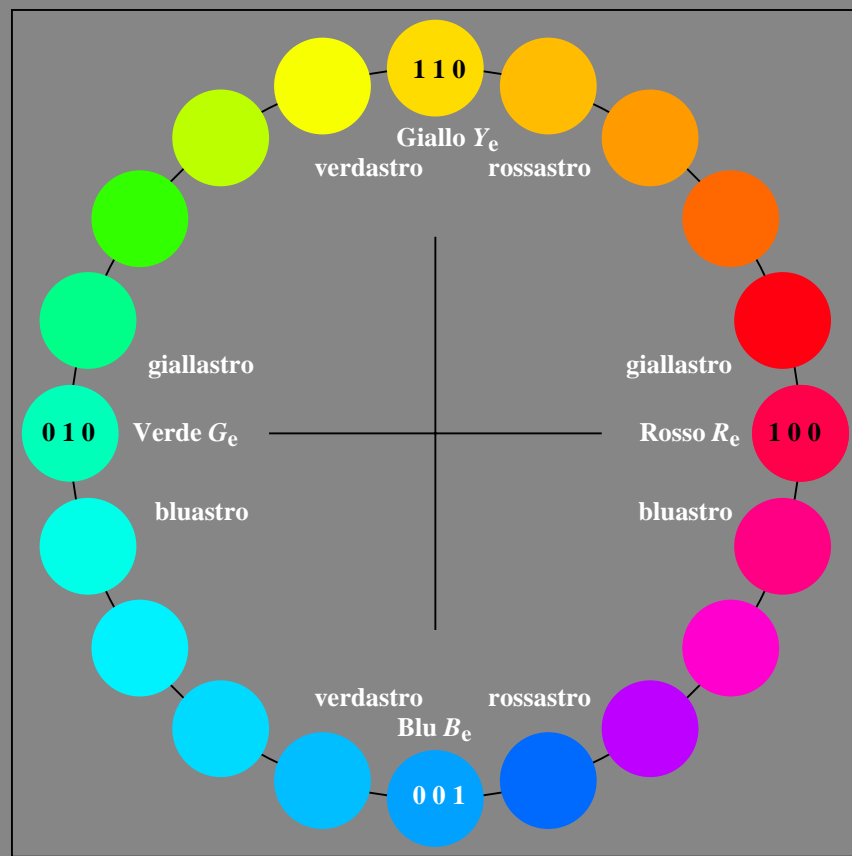 1 1 0
Giallo Yₑ
verdastro rossastro
giallastro giallastro
0 1 0 Verde Gₑ Rosso Rₑ 1 0 0
bluastro bluastro
verdastro rossastro
Blu Bₑ
0 0 1